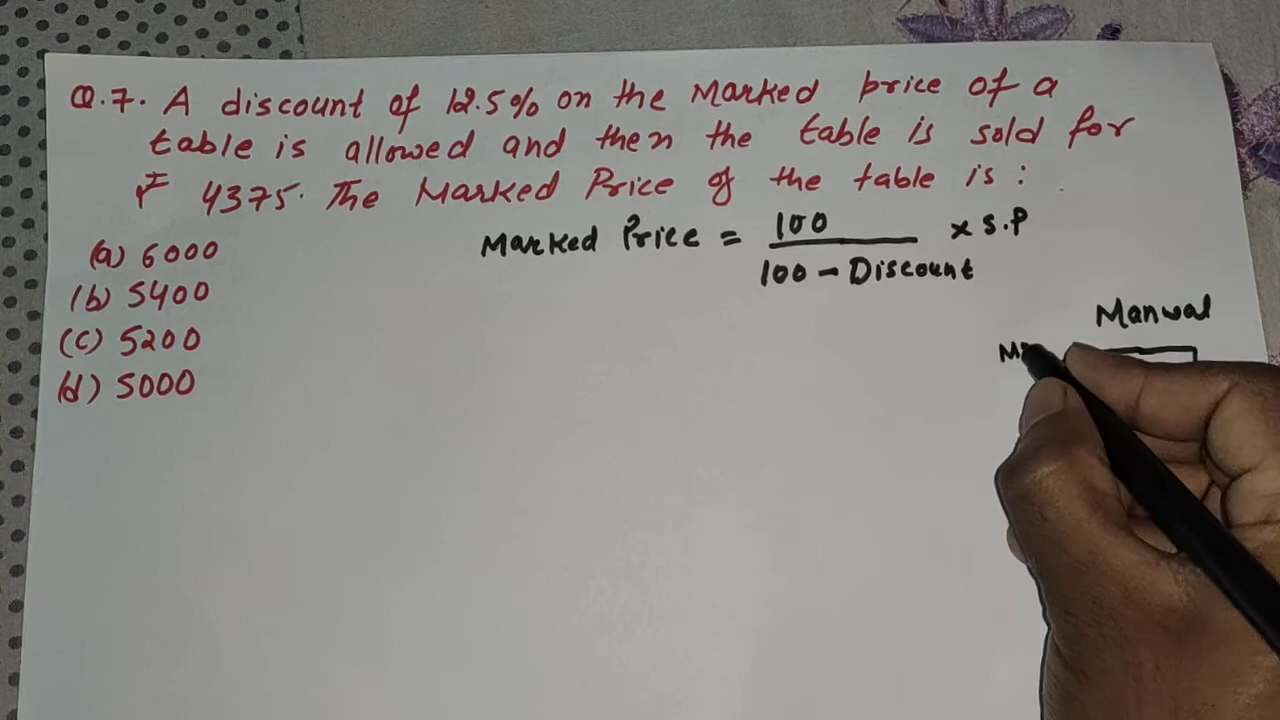 Q.7. A discount of 12.5% on the Marked price of a
table is allowed and then the table is sold for
₹ 4375. The Marked Price of the table is :
(a) 6000
(b) 5400
(c) 5200
(d) 5000
Marked Price = 100 / 100 - Discount × S.P
Manual